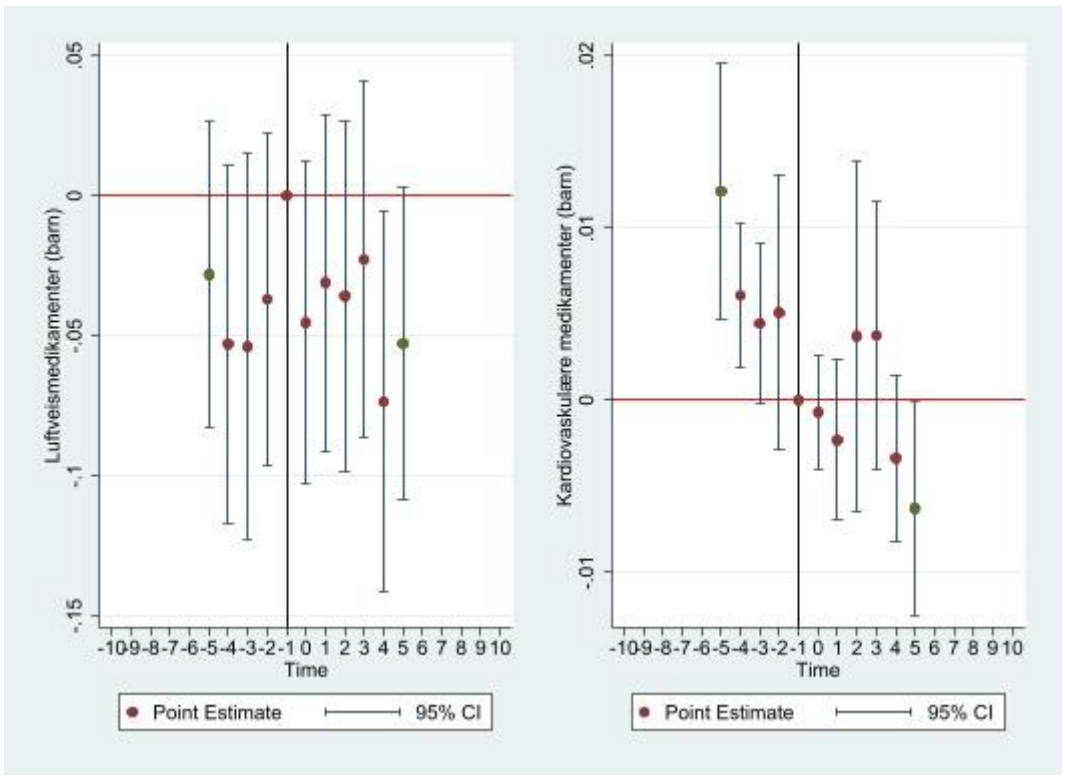 Luftveismedikamenter (barn)
.05
0
-.05
-.1
-.15
-10-9-8-7-6-5-4-3-2-1 0 1 2 3 4 5 6 7 8 9 10
Time
Point Estimate 95% CI
Kardiovaskulære medikamenter (barn)
.02
.01
0
-.01
-10-9-8-7-6-5-4-3-2-1 0 1 2 3 4 5 6 7 8 9 10
Time
Point Estimate 95% CI